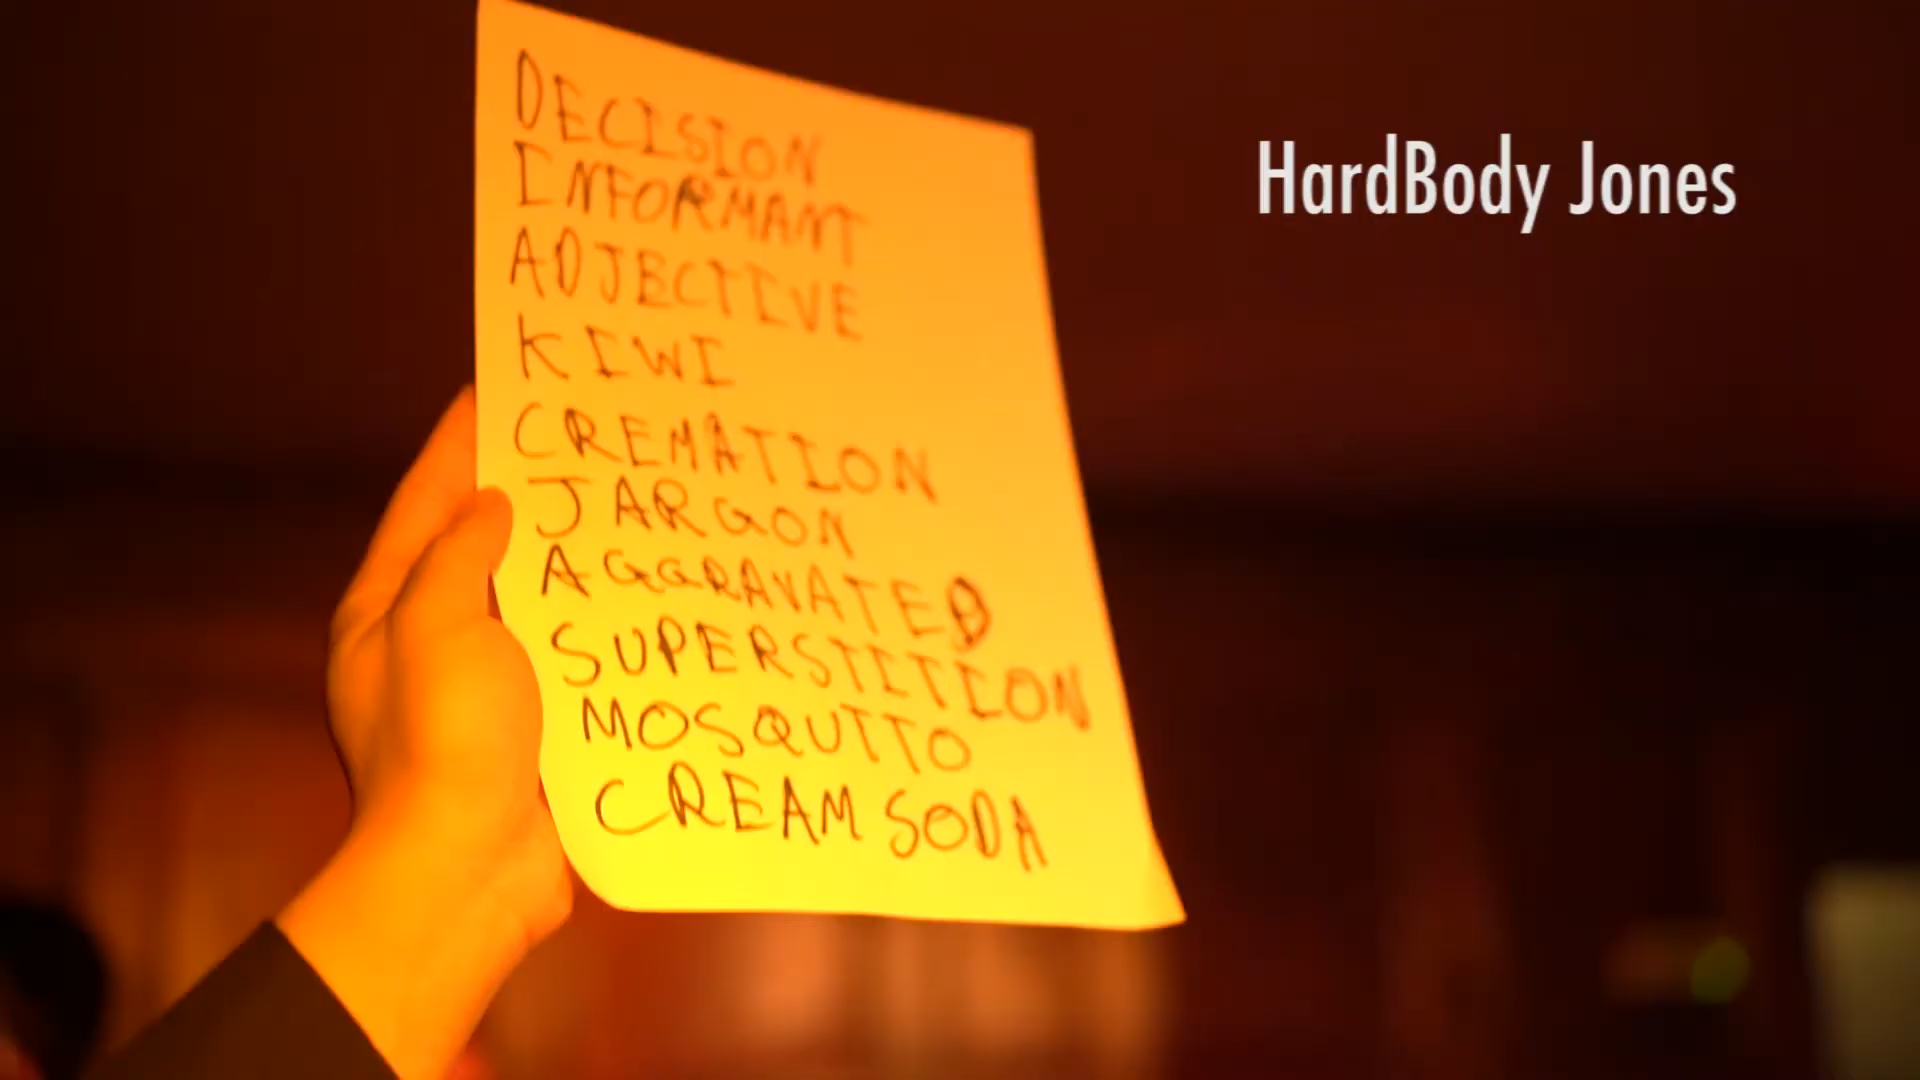 DECISION
INFORMANT
ADJECTIVE
KIWI
CREMATION
JARGON
AGGRAVATED
SUPERSTITION
MOSQUITO
CREAM SODA
HardBody Jones